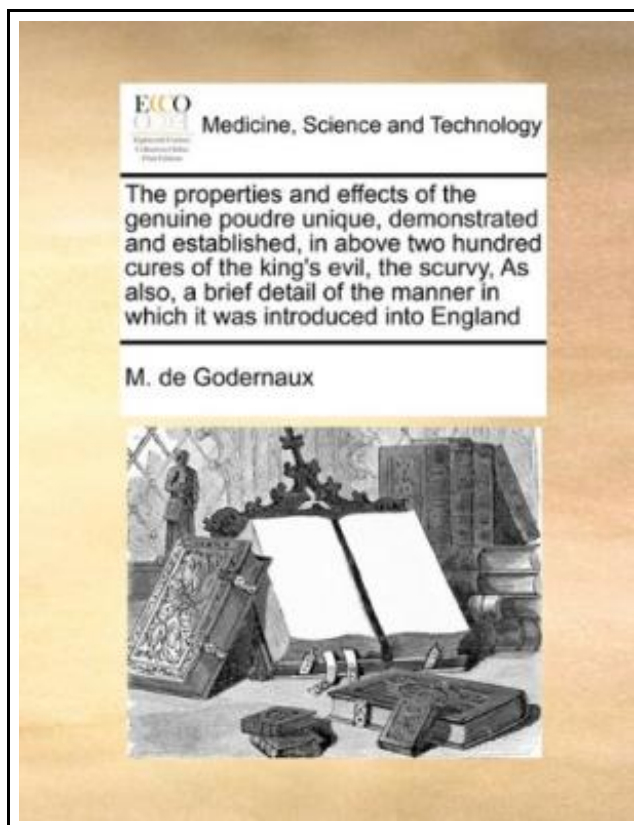 ECCO
Medicine, Science and Technology
The properties and effects of the
genuine poudre unique, demonstrated
and established, in above two hundred
cures of the king's evil, the scurvy, As
also, a brief detail of the manner in
which it was introduced into England
M. de Godernaux